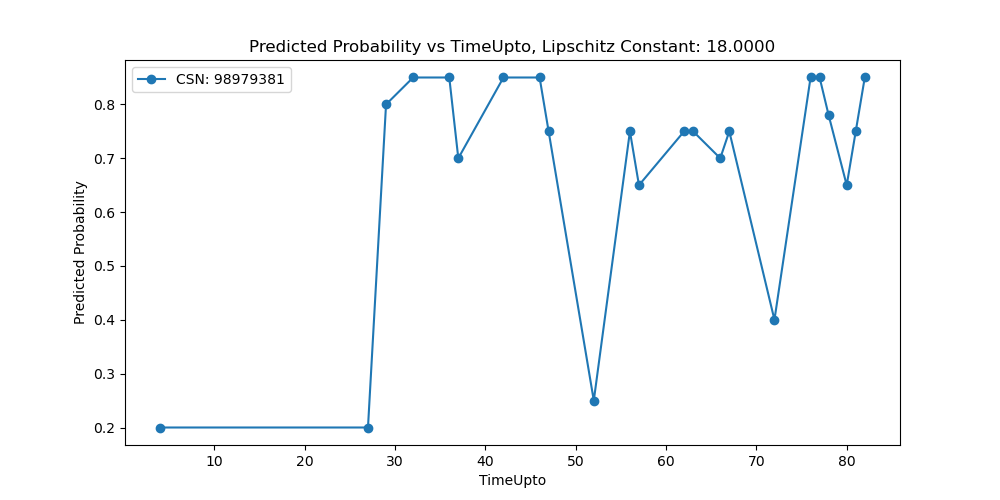 Predicted Probability vs TimeUpto, Lipschitz Constant: 18.0000
CSN: 98979381
Predicted Probability
0.8
0.7
0.6
0.5
0.4
0.3
0.2
10 20 30 40 50 60 70 80
TimeUpto